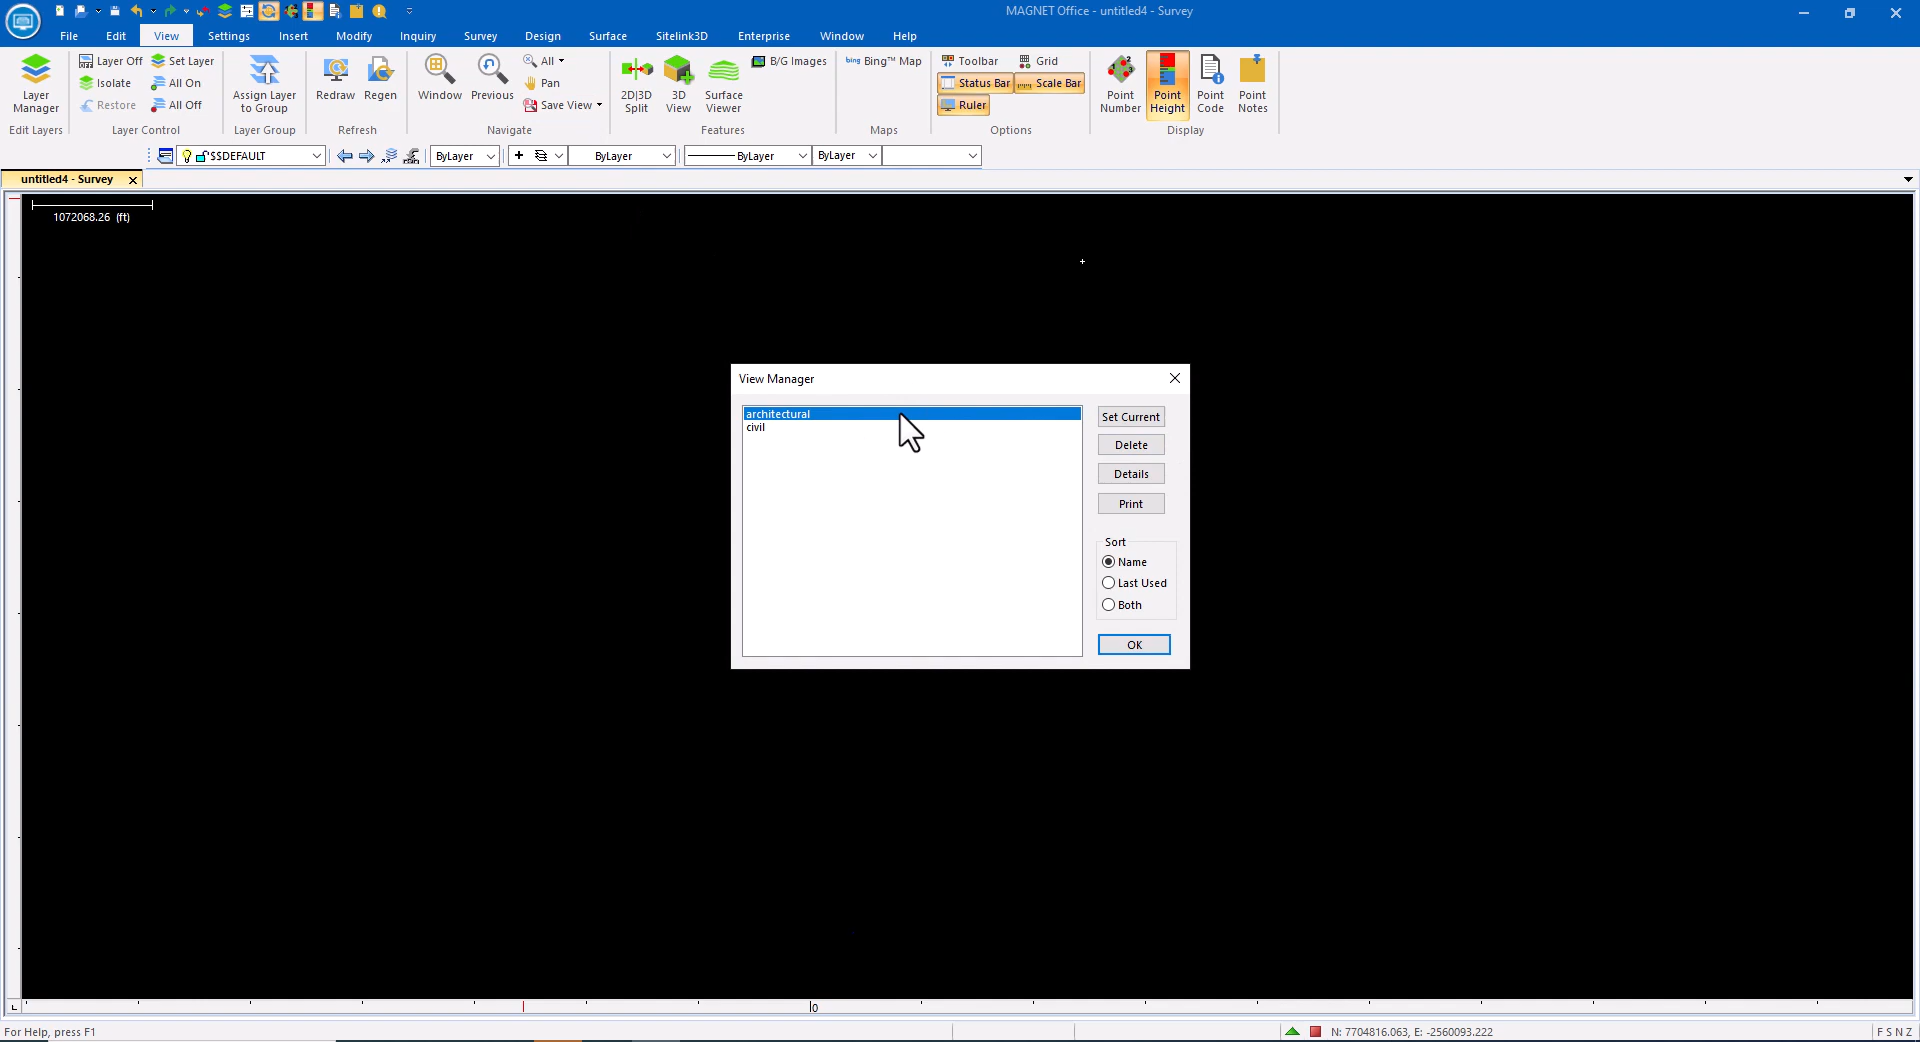 MAGNET Office - untitled4 - Survey
File Edit View Settings Insert Modify Inquiry Survey Design Surface Sitelink3D Enterprise Window Help
Layer Manager
Edit Layers
Layer Off Set Layer
Isolate All On
Restore All Off
Layer Control
Assign Layer to Group
Layer Group
Redraw Regen
Refresh
Window Previous
All
Pan
Save View
Navigate
2D|3D Split
3D View
Surface Viewer
B/G Images
Features
bing Bing™ Map
Maps
Toolbar Grid
Status Bar Scale Bar
Ruler
Options
Point Number
Point Height
Point Code
Point Notes
Display
$$DEFAULT ByLayer ByLayer ByLayer ByLayer
untitled4 - Survey
1072068.26 (ft)
View Manager
architectural
civil
Set Current
Delete
Details
Print
Sort
Name
Last Used
Both
OK
0
For Help, press F1
N: 7704816.063, E: -2560093.222
F S N Z